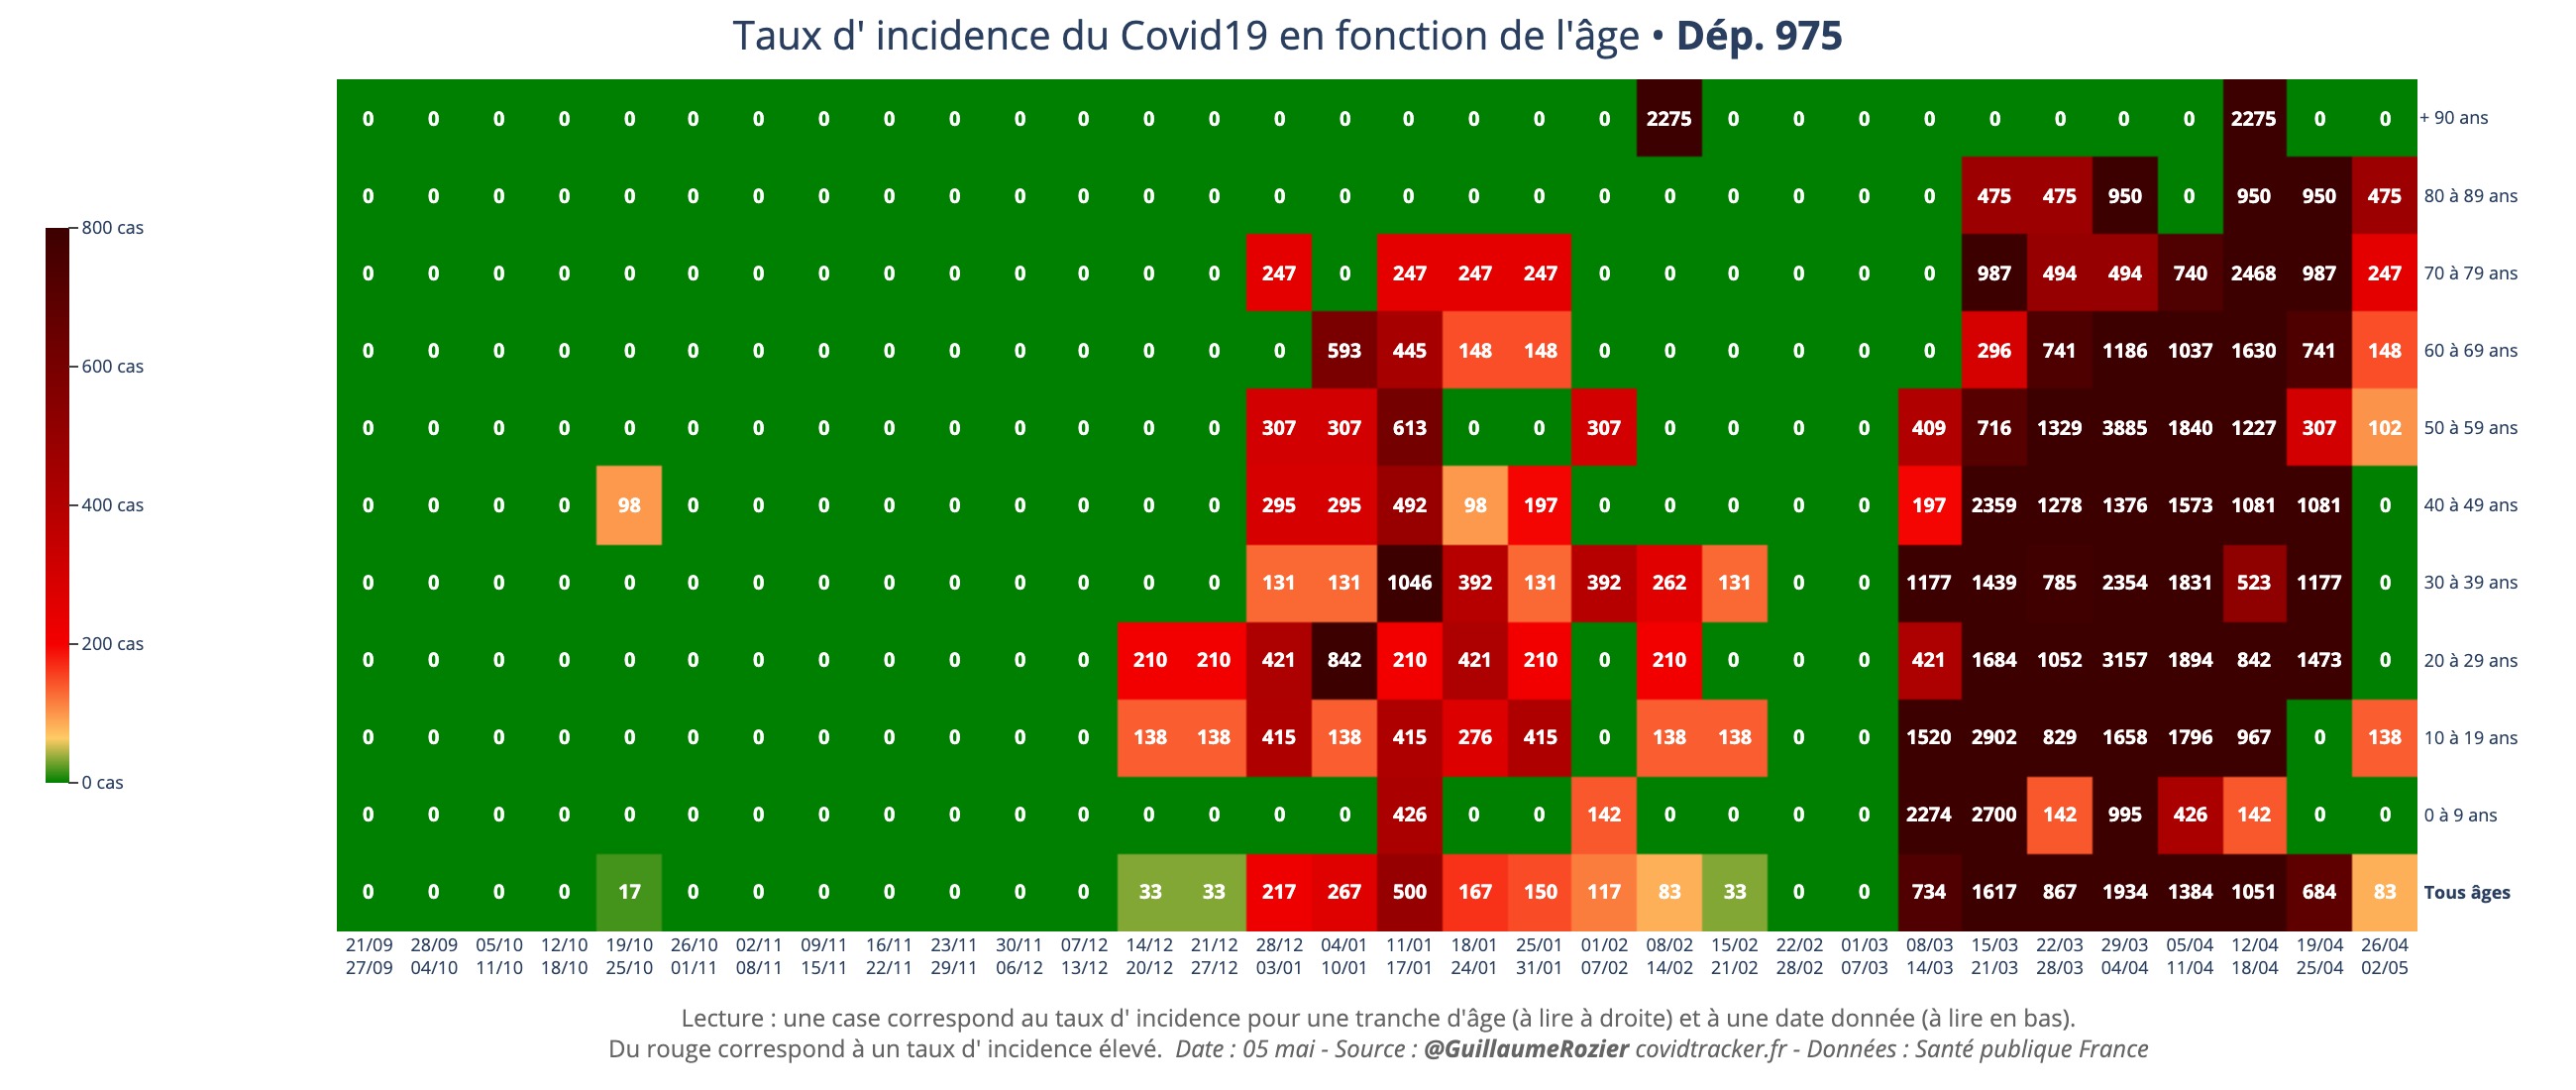 Taux d' incidence du Covid19 en fonction de l'âge • Dép. 975
800 cas
600 cas
400 cas
200 cas
0 cas
0 0 0 0 0 0 0 0 0 0 0 0 0 0 0 0 0 0 0 0 2275 0 0 0 0 0 0 0 0 2275 0 0 + 90 ans
0 0 0 0 0 0 0 0 0 0 0 0 0 0 0 0 0 0 0 0 0 0 0 0 0 475 475 950 0 950 950 475 80 à 89 ans
0 0 0 0 0 0 0 0 0 0 0 0 0 0 247 0 247 247 247 0 0 0 0 0 0 987 494 494 740 2468 987 247 70 à 79 ans
0 0 0 0 0 0 0 0 0 0 0 0 0 0 0 593 445 148 148 0 0 0 0 0 0 296 741 1186 1037 1630 741 148 60 à 69 ans
0 0 0 0 0 0 0 0 0 0 0 0 0 0 307 307 613 0 0 307 0 0 0 0 409 716 1329 3885 1840 1227 307 102 50 à 59 ans
0 0 0 0 98 0 0 0 0 0 0 0 0 0 295 295 492 98 197 0 0 0 0 0 197 2359 1278 1376 1573 1081 1081 0 40 à 49 ans
0 0 0 0 0 0 0 0 0 0 0 0 0 0 131 131 1046 392 131 392 262 131 0 0 1177 1439 785 2354 1831 523 1177 0 30 à 39 ans
0 0 0 0 0 0 0 0 0 0 0 0 210 210 421 842 210 421 210 0 210 0 0 0 421 1684 1052 3157 1894 842 1473 0 20 à 29 ans
0 0 0 0 0 0 0 0 0 0 0 0 138 138 415 138 415 276 415 0 138 138 0 0 1520 2902 829 1658 1796 967 0 138 10 à 19 ans
0 0 0 0 0 0 0 0 0 0 0 0 0 0 0 0 426 0 0 142 0 0 0 0 2274 2700 142 995 426 142 0 0 0 à 9 ans
0 0 0 0 17 0 0 0 0 0 0 0 33 33 217 267 500 167 150 117 83 33 0 0 734 1617 867 1934 1384 1051 684 83 Tous âges
21/09 28/09 05/10 12/10 19/10 26/10 02/11 09/11 16/11 23/11 30/11 07/12 14/12 21/12 28/12 04/01 11/01 18/01 25/01 01/02 08/02 15/02 22/02 01/03 08/03 15/03 22/03 29/03 05/04 12/04 19/04 26/04
27/09 04/10 11/10 18/10 25/10 01/11 08/11 15/11 22/11 29/11 06/12 13/12 20/12 27/12 03/01 10/01 17/01 24/01 31/01 07/02 14/02 21/02 28/02 07/03 14/03 21/03 28/03 04/04 11/04 18/04 25/04 02/05
Lecture : une case correspond au taux d' incidence pour une tranche d'âge (à lire à droite) et à une date donnée (à lire en bas).
Du rouge correspond à un taux d' incidence élevé. Date : 05 mai - Source : @GuillaumeRozier covidtracker.fr - Données : Santé publique France